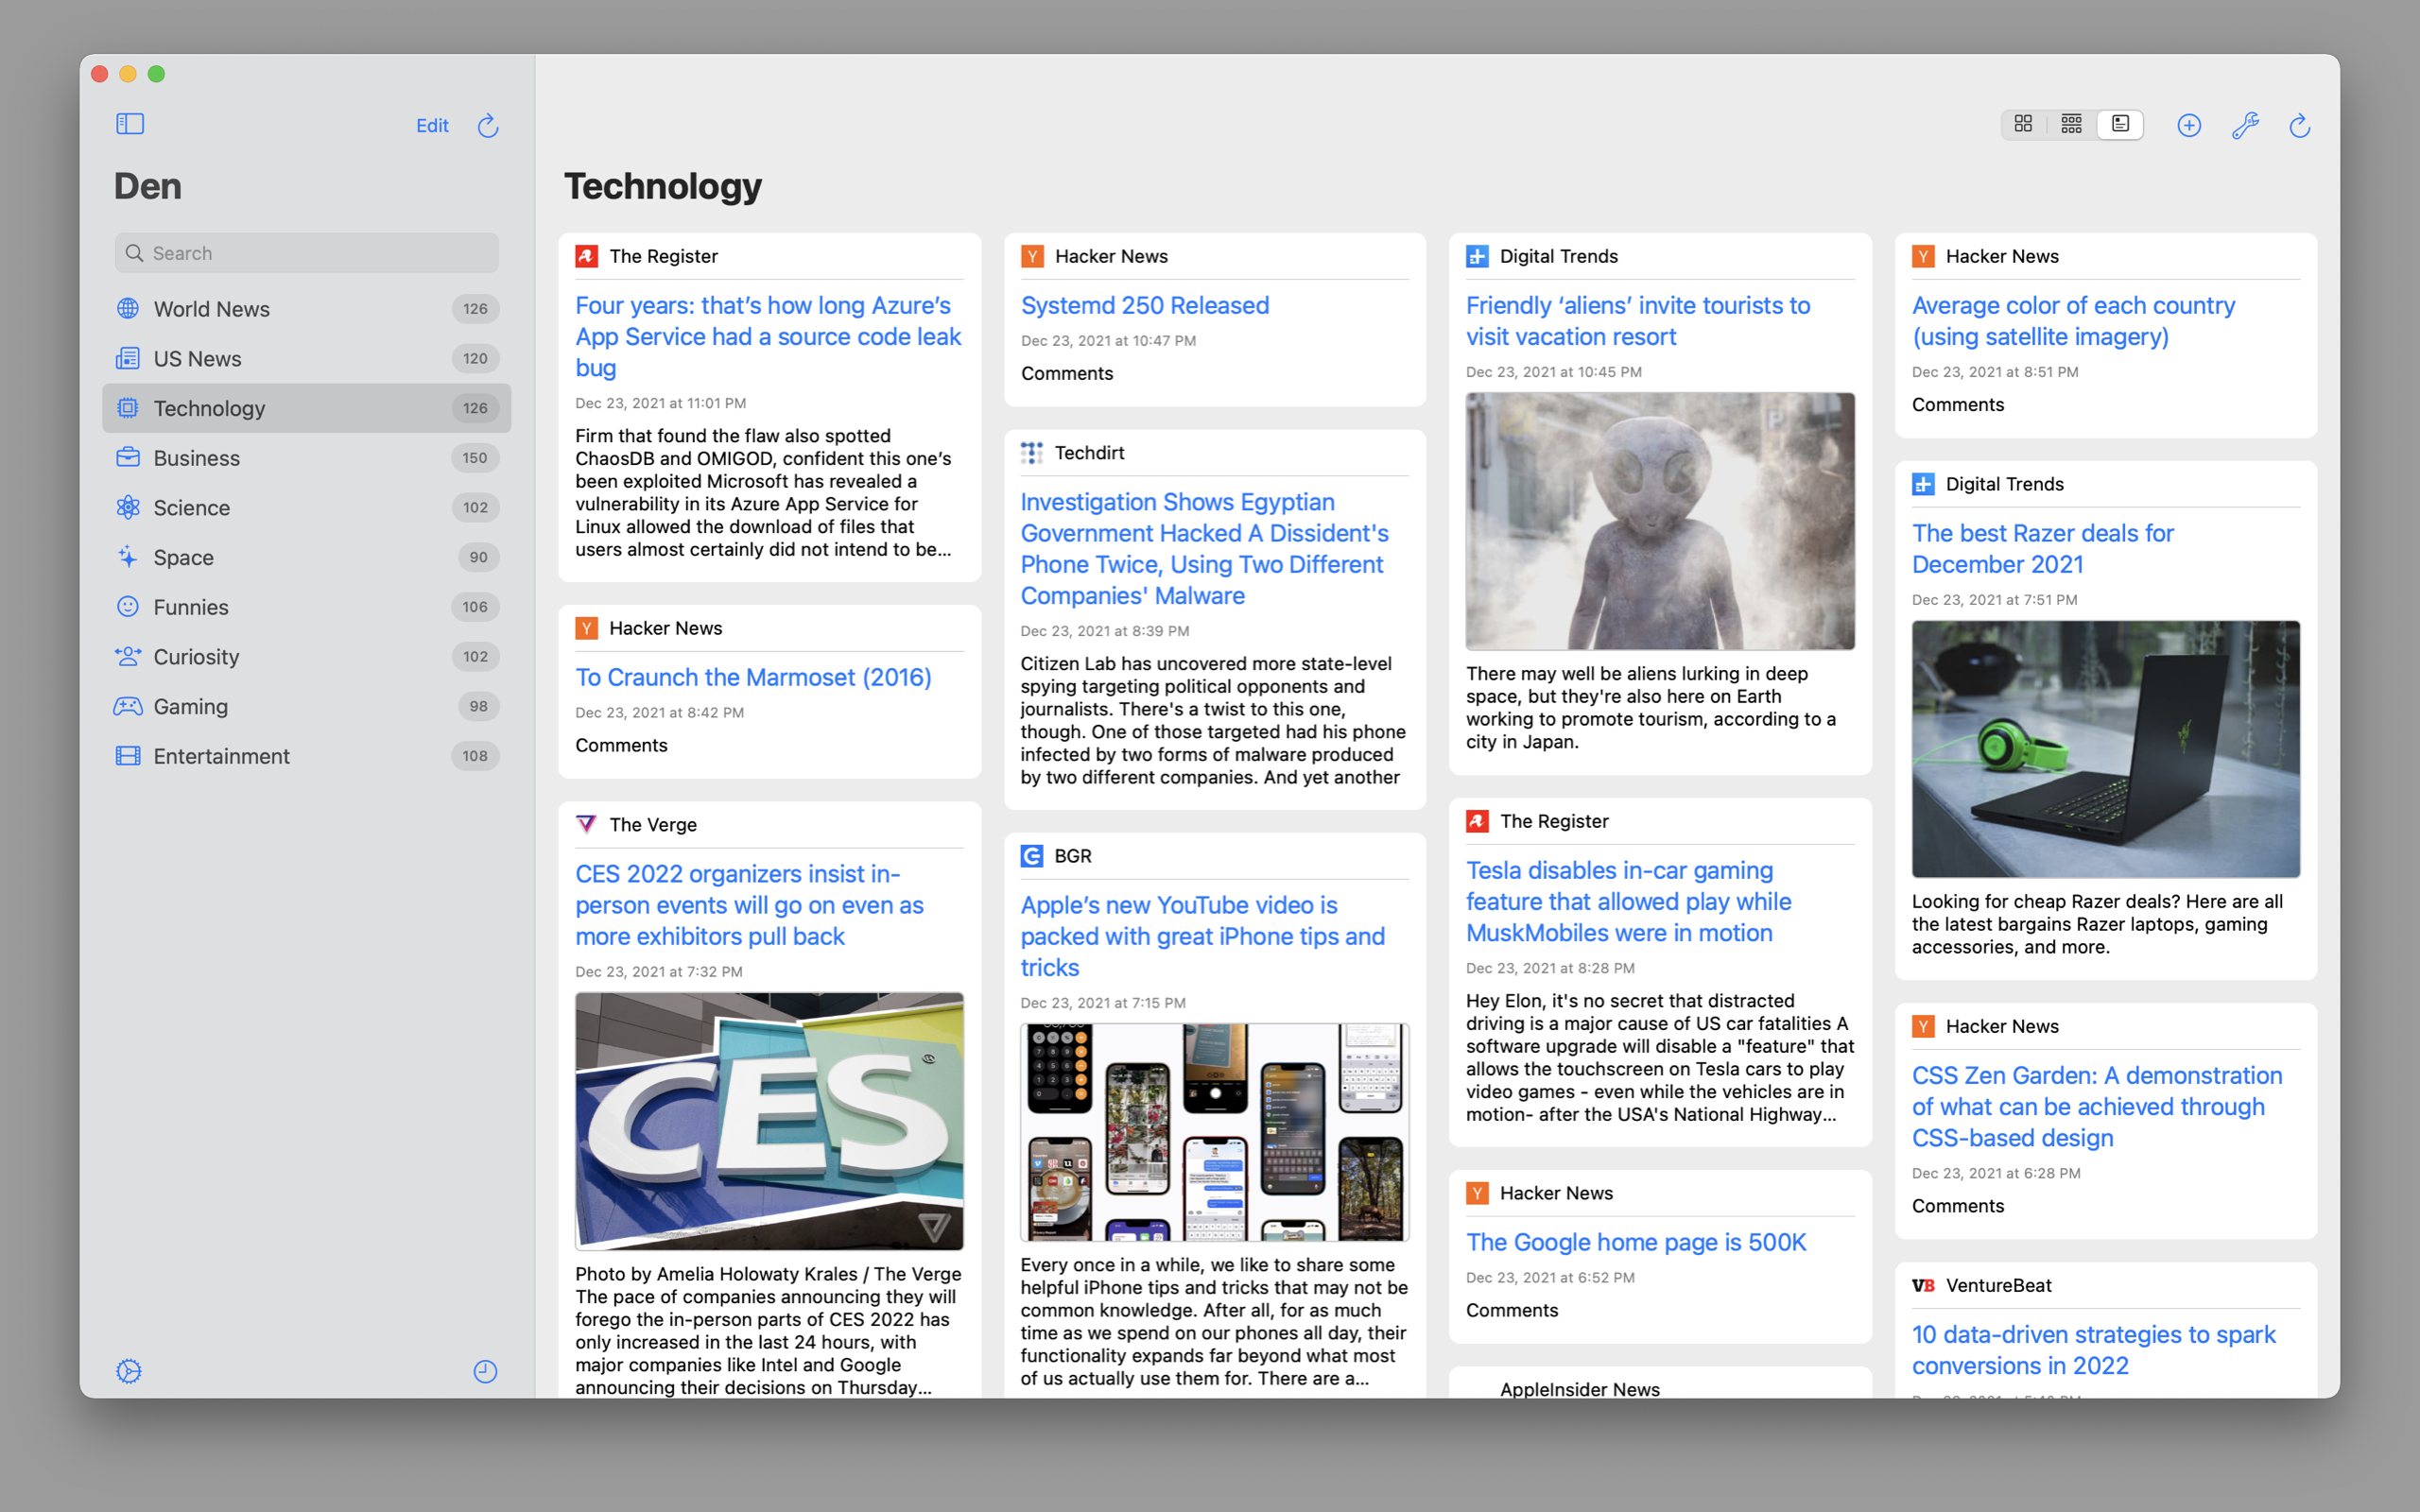 Edit
Den
Search
World News 126
US News 120
Technology 126
Business 150
Science 102
Space 90
Funnies 106
Curiosity 102
Gaming 98
Entertainment 108
Technology
The Register
Four years: that’s how long Azure’s
App Service had a source code leak
bug
Dec 23, 2021 at 11:01 PM
Firm that found the flaw also spotted
ChaosDB and OMIGOD, confident this one’s
been exploited Microsoft has revealed a
vulnerability in its Azure App Service for
Linux allowed the download of files that
users almost certainly did not intend to be...
Hacker News
To Craunch the Marmoset (2016)
Dec 23, 2021 at 8:42 PM
Comments
The Verge
CES 2022 organizers insist in-
person events will go on even as
more exhibitors pull back
Dec 23, 2021 at 7:32 PM
CES
Photo by Amelia Holowaty Krales / The Verge
The pace of companies announcing they will
forego the in-person parts of CES 2022 has
only increased in the last 24 hours, with
major companies like Intel and Google
announcing their decisions on Thursday...
Hacker News
Systemd 250 Released
Dec 23, 2021 at 10:47 PM
Comments
Techdirt
Investigation Shows Egyptian
Government Hacked A Dissident's
Phone Twice, Using Two Different
Companies' Malware
Dec 23, 2021 at 8:39 PM
Citizen Lab has uncovered more state-level
spying targeting political opponents and
journalists. There's a twist to this one,
though. One of those targeted had his phone
infected by two forms of malware produced
by two different companies. And yet another
BGR
Apple’s new YouTube video is
packed with great iPhone tips and
tricks
Dec 23, 2021 at 7:15 PM
Every once in a while, we like to share some
helpful iPhone tips and tricks that may not be
common knowledge. After all, for as much
time as we spend on our phones all day, their
functionality expands far beyond what most
of us actually use them for. There are a...
Digital Trends
Friendly ‘aliens’ invite tourists to
visit vacation resort
Dec 23, 2021 at 10:45 PM
There may well be aliens lurking in deep
space, but they're also here on Earth
working to promote tourism, according to a
city in Japan.
The Register
Tesla disables in-car gaming
feature that allowed play while
MuskMobiles were in motion
Dec 23, 2021 at 8:28 PM
Hey Elon, it's no secret that distracted
driving is a major cause of US car fatalities A
software upgrade will disable a "feature" that
allows the touchscreen on Tesla cars to play
video games - even while the vehicles are in
motion- after the USA's National Highway...
Hacker News
The Google home page is 500K
Dec 23, 2021 at 6:52 PM
Comments
AppleInsider News
Hacker News
Average color of each country
(using satellite imagery)
Dec 23, 2021 at 8:51 PM
Comments
Digital Trends
The best Razer deals for
December 2021
Dec 23, 2021 at 7:51 PM
Looking for cheap Razer deals? Here are all
the latest bargains Razer laptops, gaming
accessories, and more.
Hacker News
CSS Zen Garden: A demonstration
of what can be achieved through
CSS-based design
Dec 23, 2021 at 6:28 PM
Comments
VB VentureBeat
10 data-driven strategies to spark
conversions in 2022